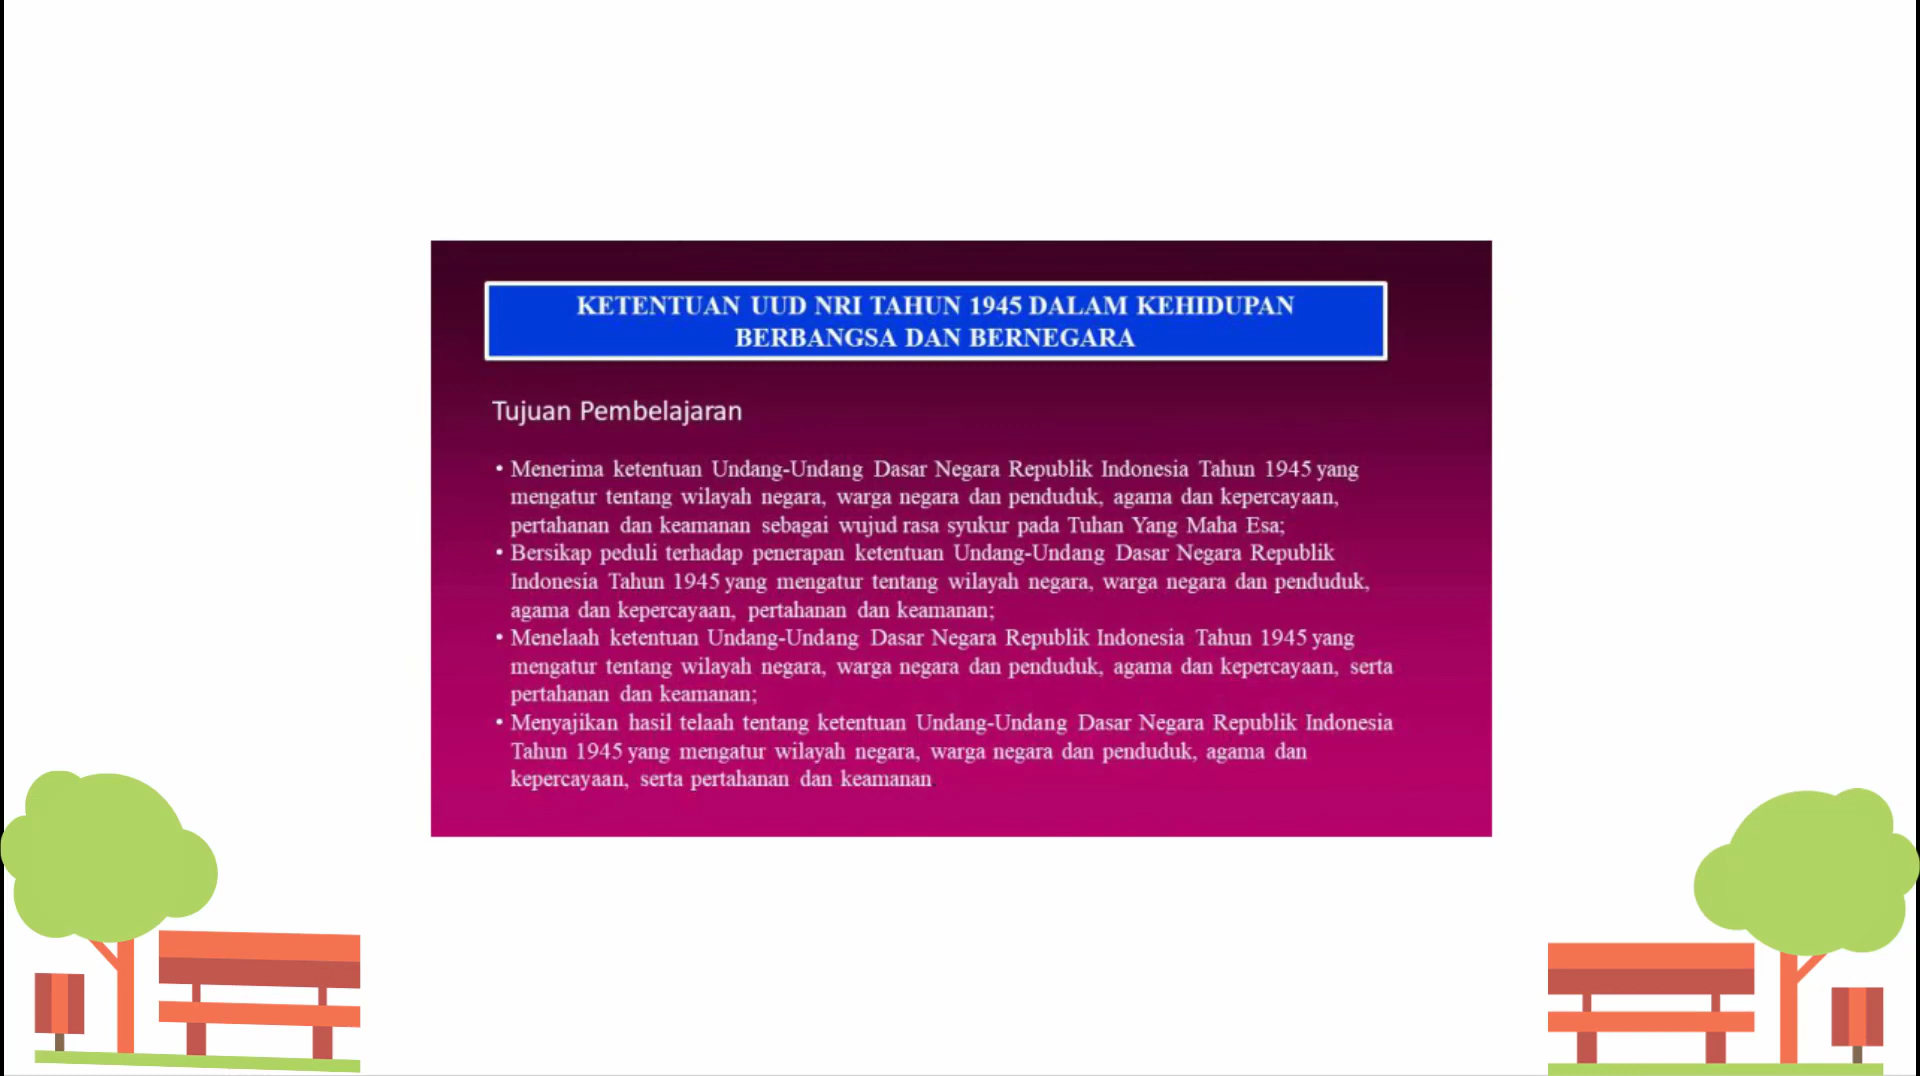 KETENTUAN UUD NRI TAHUN 1945 DALAM KEHIDUPAN
BERBANGSA DAN BERNEGARA
Tujuan Pembelajaran
• Menerima ketentuan Undang-Undang Dasar Negara Republik Indonesia Tahun 1945 yang
mengatur tentang wilayah negara, warga negara dan penduduk, agama dan kepercayaan,
pertahanan dan keamanan sebagai wujud rasa syukur pada Tuhan Yang Maha Esa;
• Bersikap peduli terhadap penerapan ketentuan Undang-Undang Dasar Negara Republik
Indonesia Tahun 1945 yang mengatur tentang wilayah negara, warga negara dan penduduk,
agama dan kepercayaan, pertahanan dan keamanan;
• Menelaah ketentuan Undang-Undang Dasar Negara Republik Indonesia Tahun 1945 yang
mengatur tentang wilayah negara, warga negara dan penduduk, agama dan kepercayaan, serta
pertahanan dan keamanan;
• Menyajikan hasil telaah tentang ketentuan Undang-Undang Dasar Negara Republik Indonesia
Tahun 1945 yang mengatur wilayah negara, warga negara dan penduduk, agama dan
kepercayaan, serta pertahanan dan keamanan